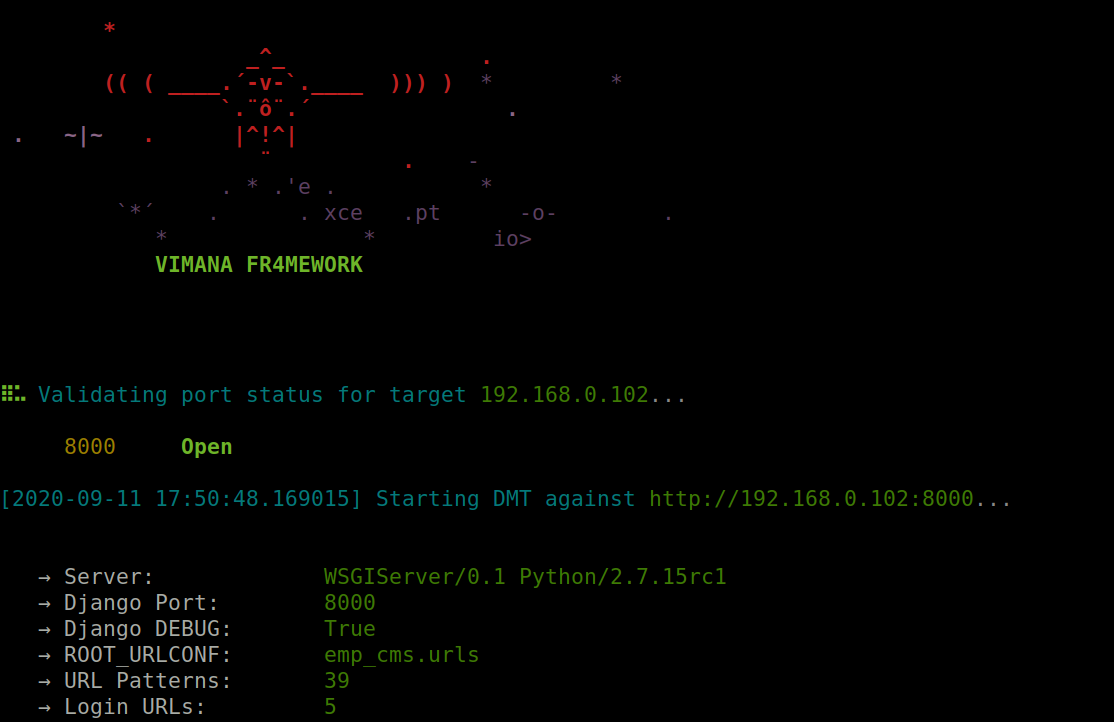 *
_^_ .
(( ( ____.´-v-`.____ ))) ) * *
`.¨ô¨.´ .
. ~|~ . |^!^|
¨ . -
. * .'e . *
`*´ . . xce .pt -o- .
* * io>
VIMANA FR4MEWORK
Validating port status for target 192.168.0.102...
8000 Open
[2020-09-11 17:50:48.169015] Starting DMT against http://192.168.0.102:8000...
→ Server: WSGIServer/0.1 Python/2.7.15rc1
→ Django Port: 8000
→ Django DEBUG: True
→ ROOT_URLCONF: emp_cms.urls
→ URL Patterns: 39
→ Login URLs: 5